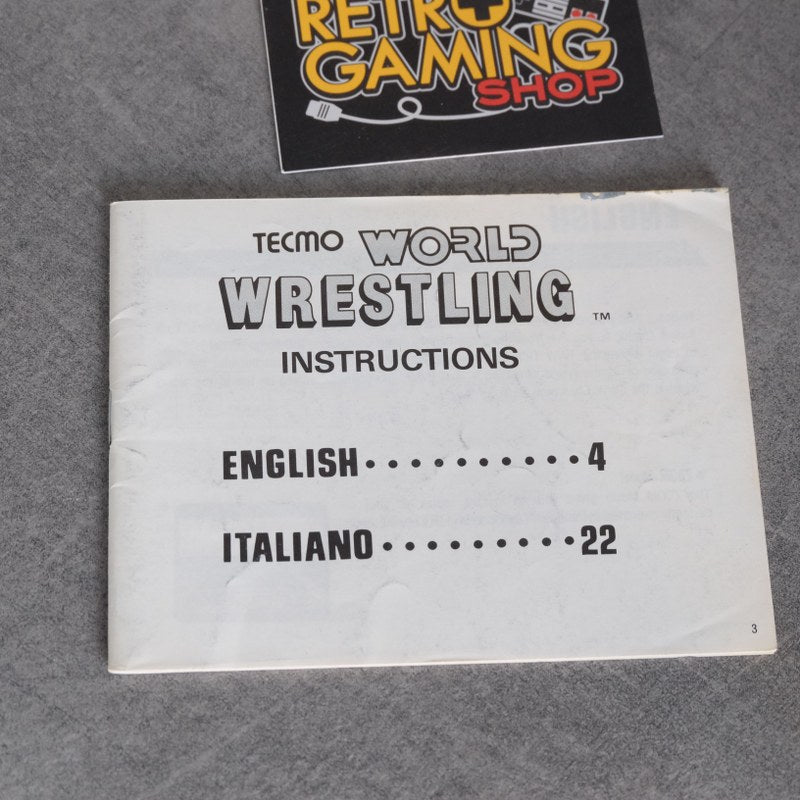 RETRO
GAMING
SHOP
TECMO WORLD
WRESTLING ™
INSTRUCTIONS
ENGLISH··········4
ITALIANO·········22
3